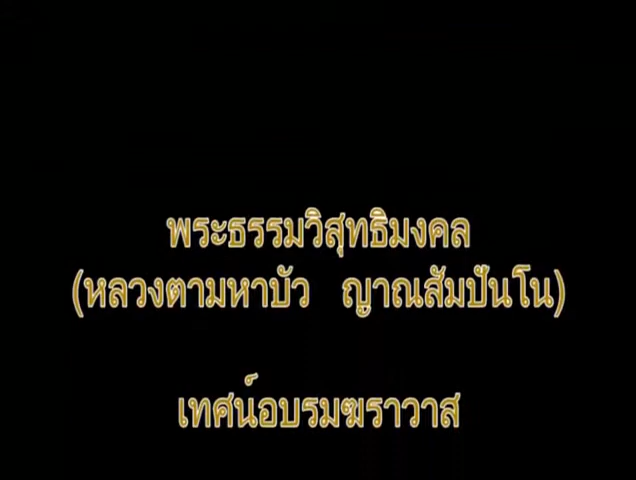 พระธรรมวิสุทธิมงคล
(หลวงตามหาบัว ญาณสัมปันโน)
เทศน์อบรมฆราวาส